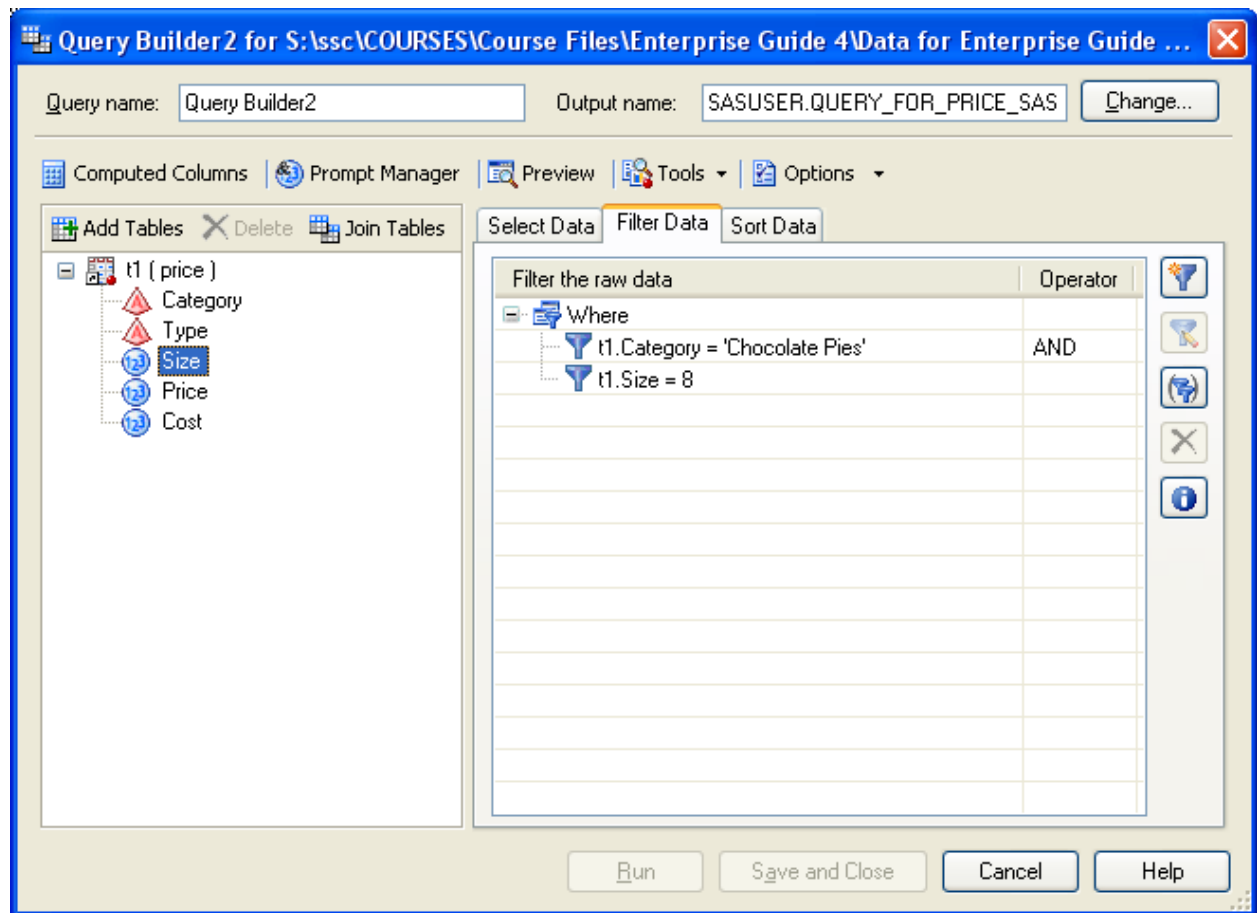 Query Builder2 for S:\ssc\COURSES\Course Files\Enterprise Guide 4\Data for Enterprise Guide ...
Query name: Query Builder2 Output name: SASUSER.QUERY_FOR_PRICE_SAS Change...
Computed Columns Prompt Manager Preview Tools Options
Add Tables Delete Join Tables
t1 ( price )
Category
Type
123 Size
123 Price
123 Cost
Select Data Filter Data Sort Data
Filter the raw data Operator
Where
t1.Category = 'Chocolate Pies' AND
t1.Size = 8
Run Save and Close Cancel Help